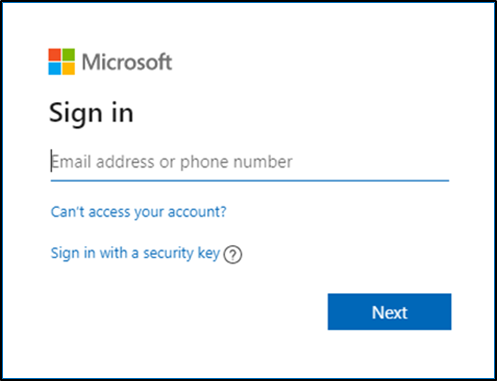 Microsoft
Sign in
Email address or phone number
Can't access your account?
Sign in with a security key ?
Next